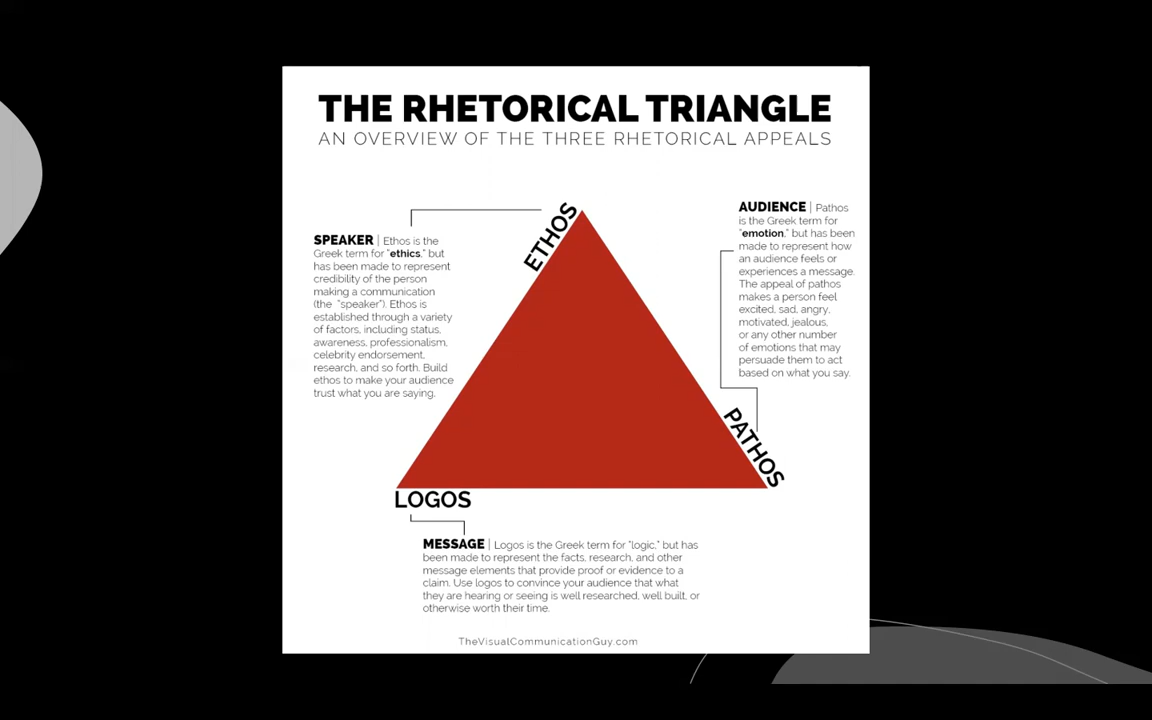 THE RHETORICAL TRIANGLE
AN OVERVIEW OF THE THREE RHETORICAL APPEALS
ETHOS
SPEAKER | Ethos is the
Greek term for "ethics," but
has been made to represent
credibility of the person
making a communication
(the "speaker"). Ethos is
established through a variety
of factors, including status,
awareness, professionalism,
celebrity endorsement,
research, and so forth. Build
ethos to make your audience
trust what you are saying.
AUDIENCE | Pathos
is the Greek term for
"emotion," but has been
made to represent how
an audience feels or
experiences a message.
The appeal of pathos
makes a person feel
excited, sad, angry,
motivated, jealous,
or any other number
of emotions that may
persuade them to act
based on what you say.
PATHOS
LOGOS
MESSAGE | Logos is the Greek term for "logic," but has
been made to represent the facts, research, and other
message elements that provide proof or evidence to a
claim. Use logos to convince your audience that what
they are hearing or seeing is well researched, well built, or
otherwise worth their time.
TheVisualCommunicationGuy.com